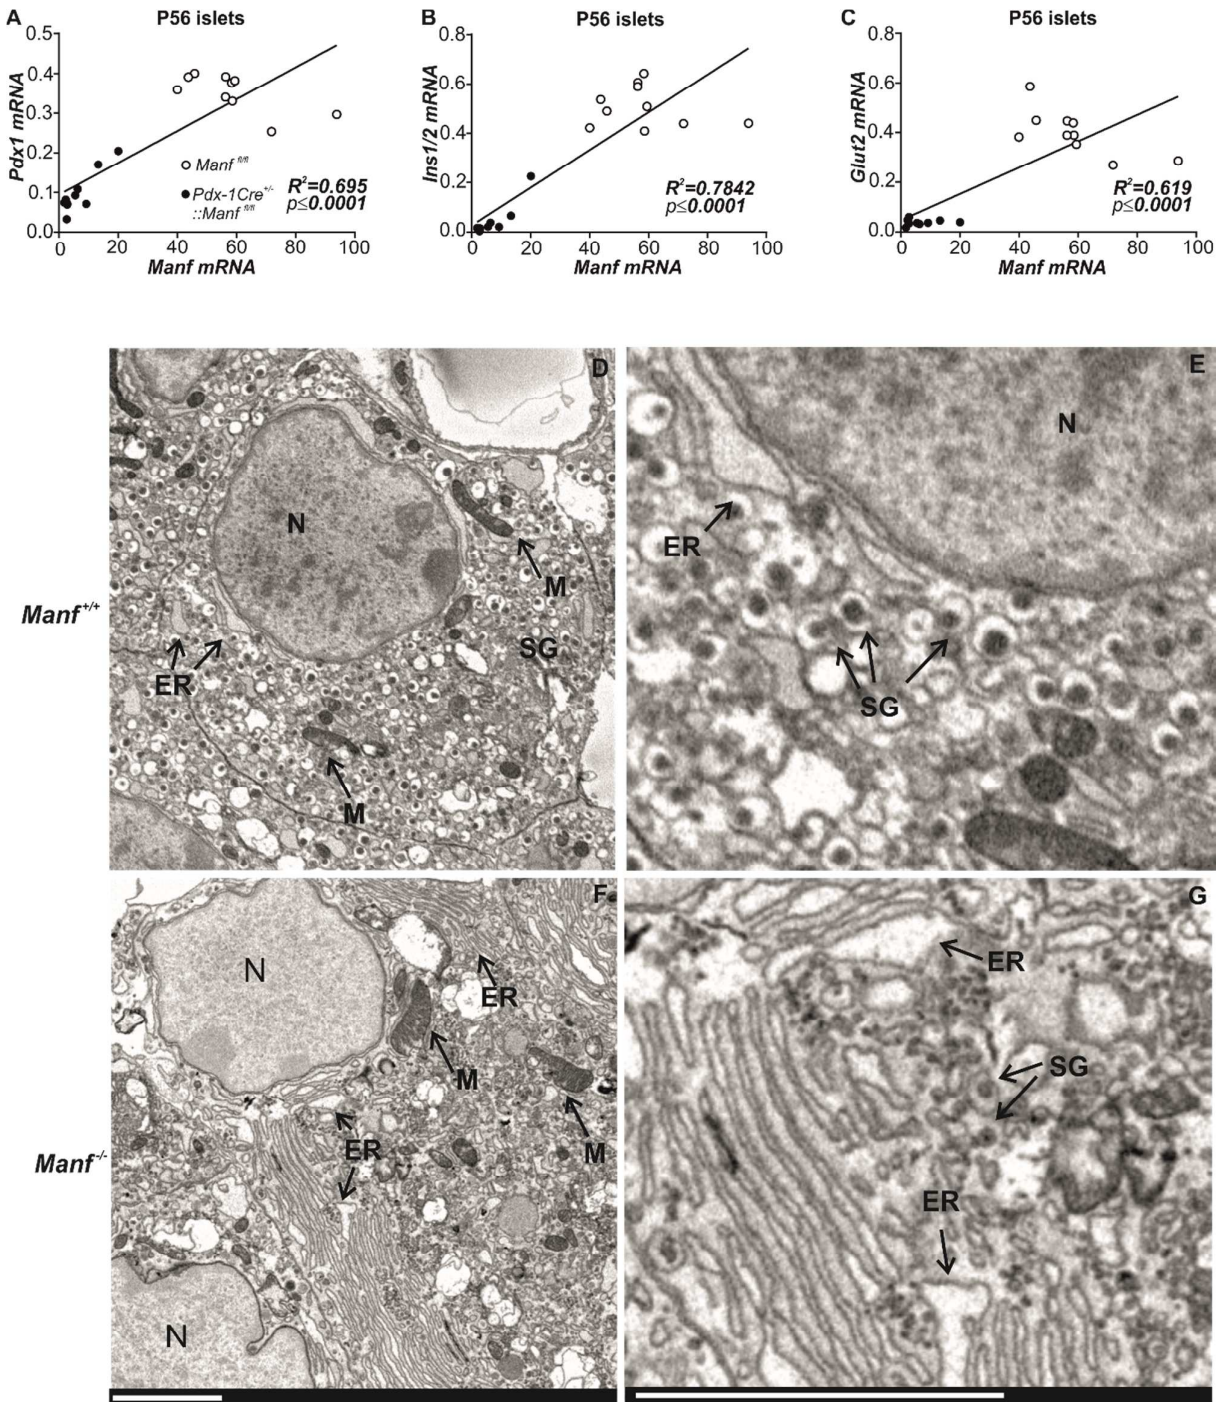 A
P56 islets
0.5
0.4
0.3
0.2
0.1
0.0
Pdx1 mRNA
Manf fl/fl
Pdx-1Cre+/-
::Manf fl/fl
R²=0.695
p≤0.0001
0 20 40 60 80 100
Manf mRNA
B
P56 islets
0.8
0.6
0.4
0.2
0.0
Ins1/2 mRNA
R²=0.7842
p≤0.0001
0 20 40 60 80 100
Manf mRNA
C
P56 islets
0.8
0.6
0.4
0.2
0.0
Glut2 mRNA
R²=0.619
p≤0.0001
0 20 40 60 80 100
Manf mRNA
Manf+/+
D
N
M
SG
ER
M
E
N
ER
SG
Manf-/-
F
N
ER
M
ER
M
N
G
ER
SG
ER